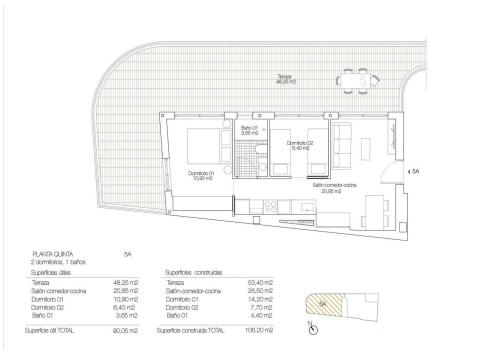 Terraza
48,25 m2
Baño 01
3,65 m2
Dormitorio 02
6,40 m2
Dormitorio 01
10,90 m2
Salón-comedor-cocina
20,85 m2
5A
PLANTA QUINTA 5A
2 dormitorios, 1 baños
Superficies útiles
Terraza 48,25 m2
Salón-comedor-cocina 20,85 m2
Dormitorio 01 10,90 m2
Dormitorio 02 6,40 m2
Baño 01 3,65 m2
Superficie útil TOTAL 90,05 m2
Superficies construidas
Terraza 53,40 m2
Salón-comedor-cocina 26,50 m2
Dormitorio 01 14,20 m2
Dormitorio 02 7,70 m2
Baño 01 4,40 m2
Superficie construida TOTAL 106,20 m2
5A
N